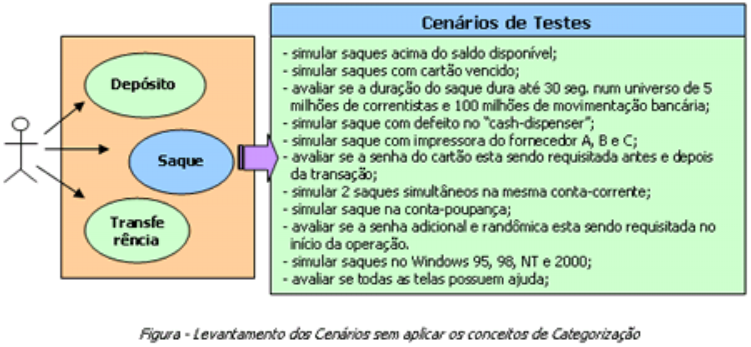 Depósito
Saque
Transfe
rência
Cenários de Testes
- simular saques acima do saldo disponível;
- simular saques com cartão vencido;
- avaliar se a duração do saque dura até 30 seg. num universo de 5
milhões de correntistas e 100 milhões de movimentação bancária;
- simular saque com defeito no "cash-dispenser";
- simular saque com impressora do fornecedor A, B e C;
- avaliar se a senha do cartão esta sendo requisitada antes e depois
da transação;
- simular 2 saques simultâneos na mesma conta-corrente;
- simular saque na conta-poupança;
- avaliar se a senha adicional e randômica esta sendo requisitada no
início da operação.
- simular saques no Windows 95, 98, NT e 2000;
- avaliar se todas as telas possuem ajuda;
Figura - Levantamento dos Cenários sem aplicar os conceitos de Categorização